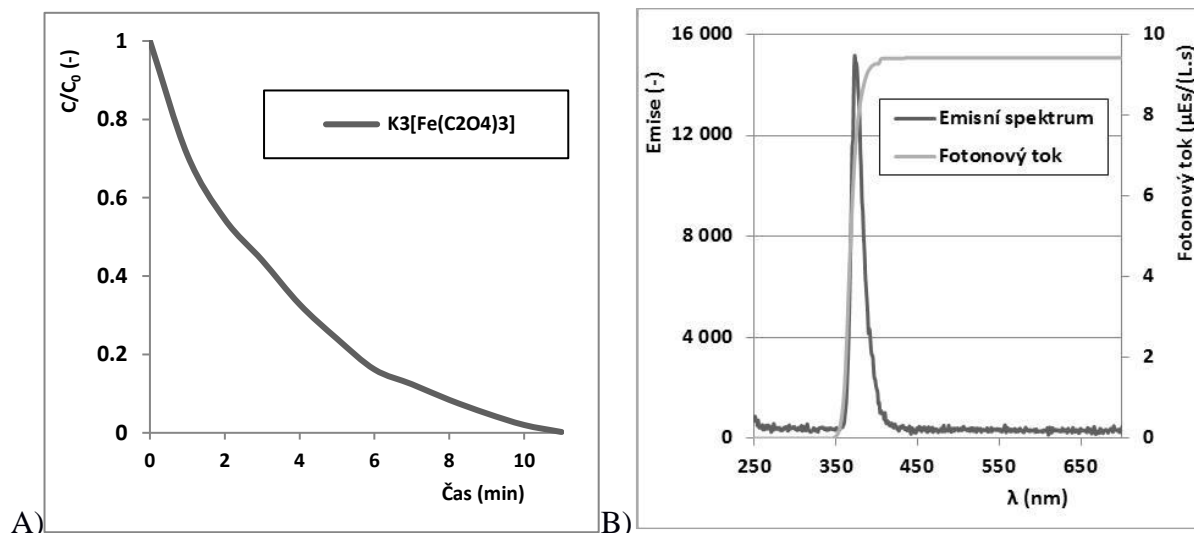 C/C₀ (-)
1
0.8
0.6
0.4
0.2
0
K3[Fe(C2O4)3]
0 2 4 6 8 10
Čas (min)
A)
Emise (-)
16 000
12 000
8 000
4 000
0
Emisní spektrum
Fotonový tok
10
8
6
4
2
0
Fotonový tok (µEs/(L.s)
250 350 450 550 650
λ (nm)
B)